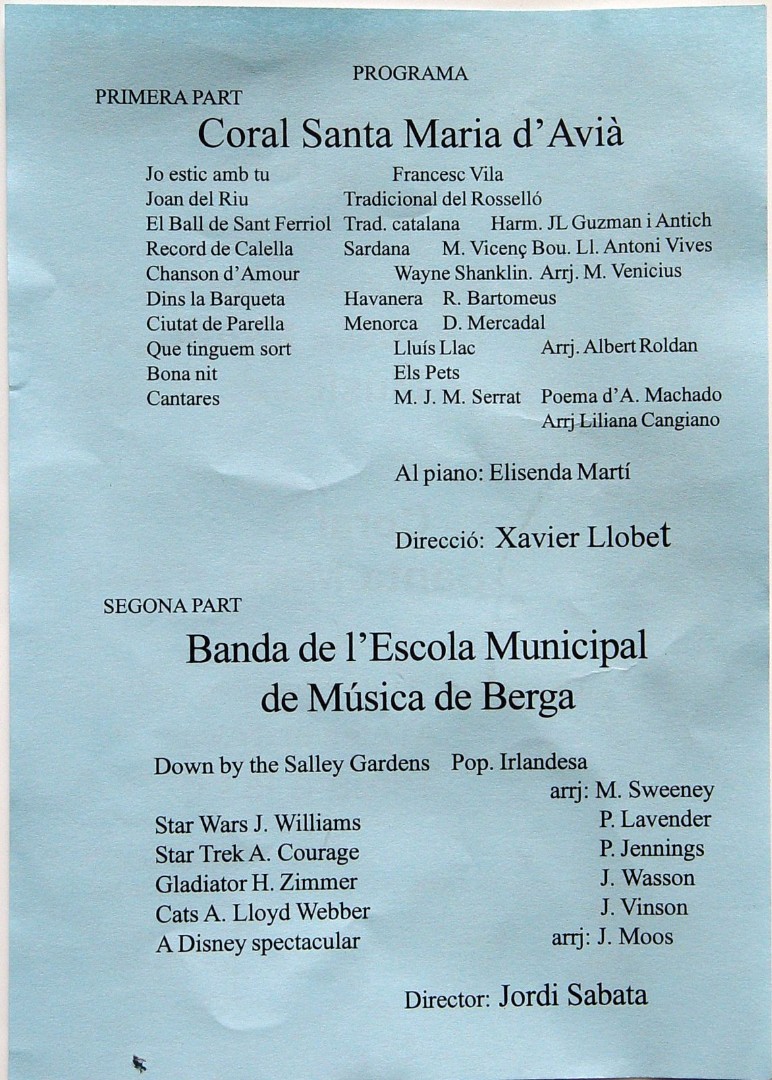 PROGRAMA
PRIMERA PART
Coral Santa Maria d'Avià
Jo estic amb tu Francesc Vila
Joan del Riu Tradicional del Rosselló
El Ball de Sant Ferriol Trad. catalana Harm. JL Guzman i Antich
Record de Calella Sardana M. Vicenç Bou. Ll. Antoni Vives
Chanson d'Amour Wayne Shanklin. Arrj. M. Venicius
Dins la Barqueta Havanera R. Bartomeus
Ciutat de Parella Menorca D. Mercadal
Que tinguem sort Lluís Llac Arrj. Albert Roldan
Bona nit Els Pets
Cantares M. J. M. Serrat Poema d'A. Machado
Arrj Liliana Cangiano
Al piano: Elisenda Martí
Direcció: Xavier Llobet
SEGONA PART
Banda de l'Escola Municipal
de Música de Berga
Down by the Salley Gardens Pop. Irlandesa
arrj: M. Sweeney
Star Wars J. Williams P. Lavender
Star Trek A. Courage P. Jennings
Gladiator H. Zimmer J. Wasson
Cats A. Lloyd Webber J. Vinson
A Disney spectacular arrj: J. Moos
Director: Jordi Sabata